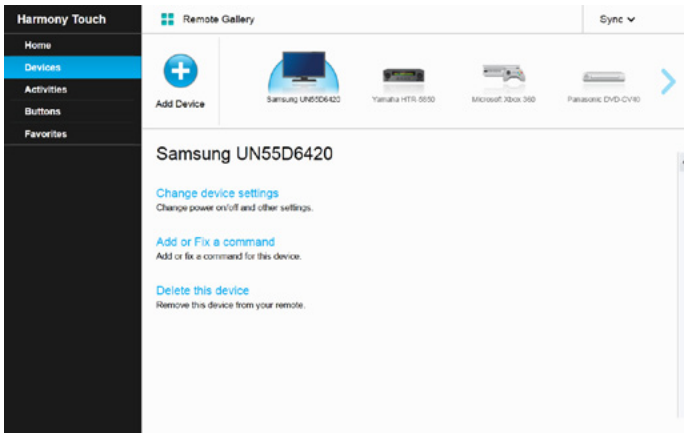 Harmony Touch
Remote Gallery
Sync
Home
Devices
Activities
Buttons
Favorites
Add Device
Samsung UN55D6420
Yamaha HTR-5650
Microsoft Xbox 360
Panasonic DVD-CV40
Samsung UN55D6420
Change device settings
Change power on/off and other settings.
Add or Fix a command
Add or fix a command for this device.
Delete this device
Remove this device from your remote.